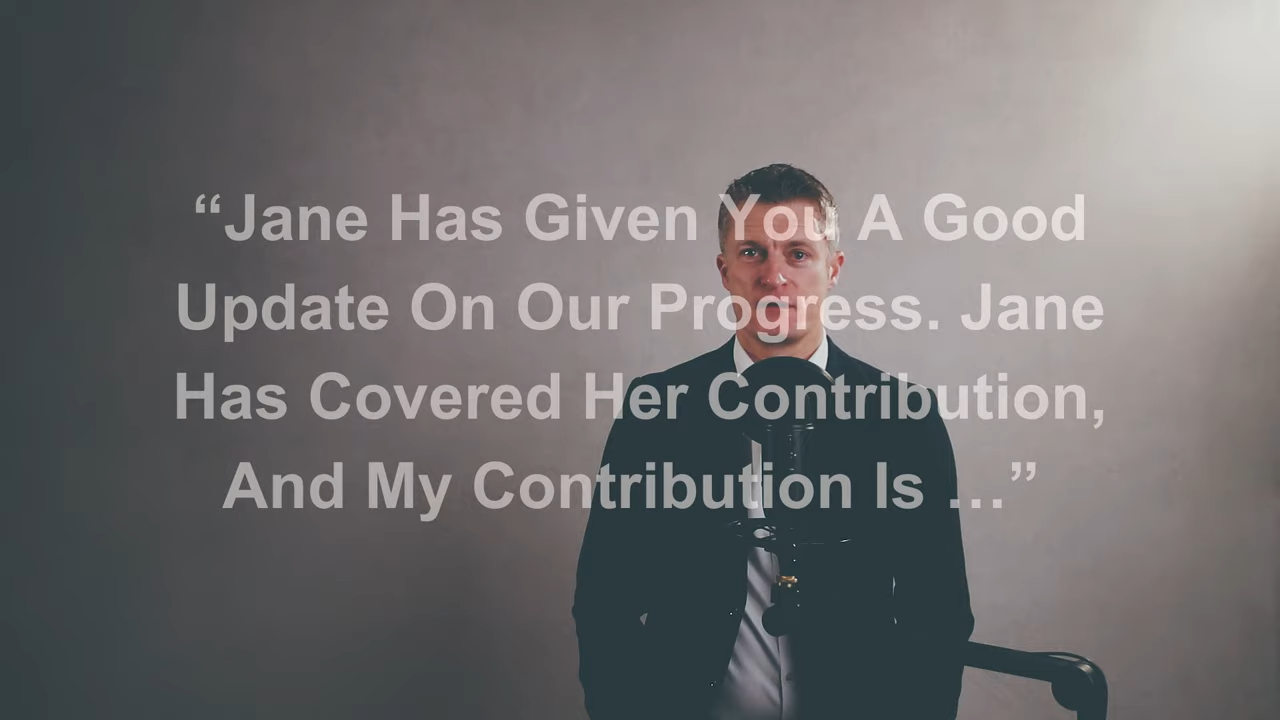 “Jane Has Given You A Good
Update On Our Progress. Jane
Has Covered Her Contribution,
And My Contribution Is …”